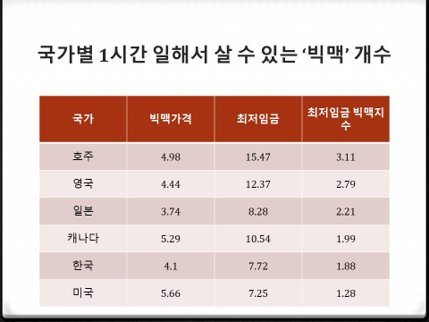 국가별 1시간 일해서 살 수 있는 ‘빅맥’ 개수
국가 빅맥가격 최저임금 최저임금 빅맥지
수
호주 4.98 15.47 3.11
영국 4.44 12.37 2.79
일본 3.74 8.28 2.21
캐나다 5.29 10.54 1.99
한국 4.1 7.72 1.88
미국 5.66 7.25 1.28